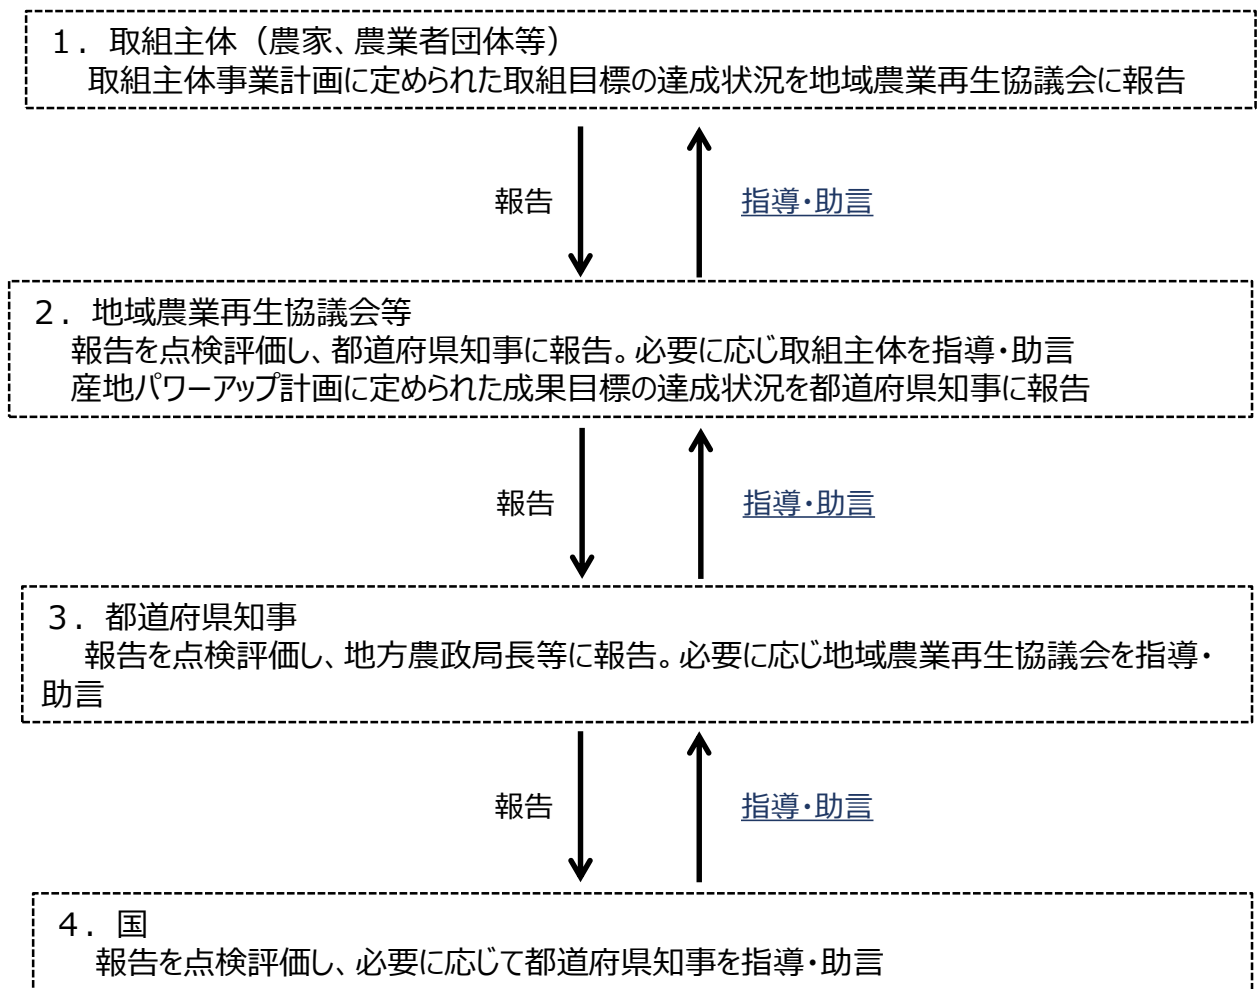 １．取組主体（農家、農業者団体等）
取組主体事業計画に定められた取組目標の達成状況を地域農業再生協議会に報告
報告
指導・助言
２．地域農業再生協議会等
報告を点検評価し、都道府県知事に報告。必要に応じ取組主体を指導・助言
産地パワーアップ計画に定められた成果目標の達成状況を都道府県知事に報告
報告
指導・助言
３．都道府県知事
報告を点検評価し、地方農政局長等に報告。必要に応じ地域農業再生協議会を指導・
助言
報告
指導・助言
４．国
報告を点検評価し、必要に応じて都道府県知事を指導・助言